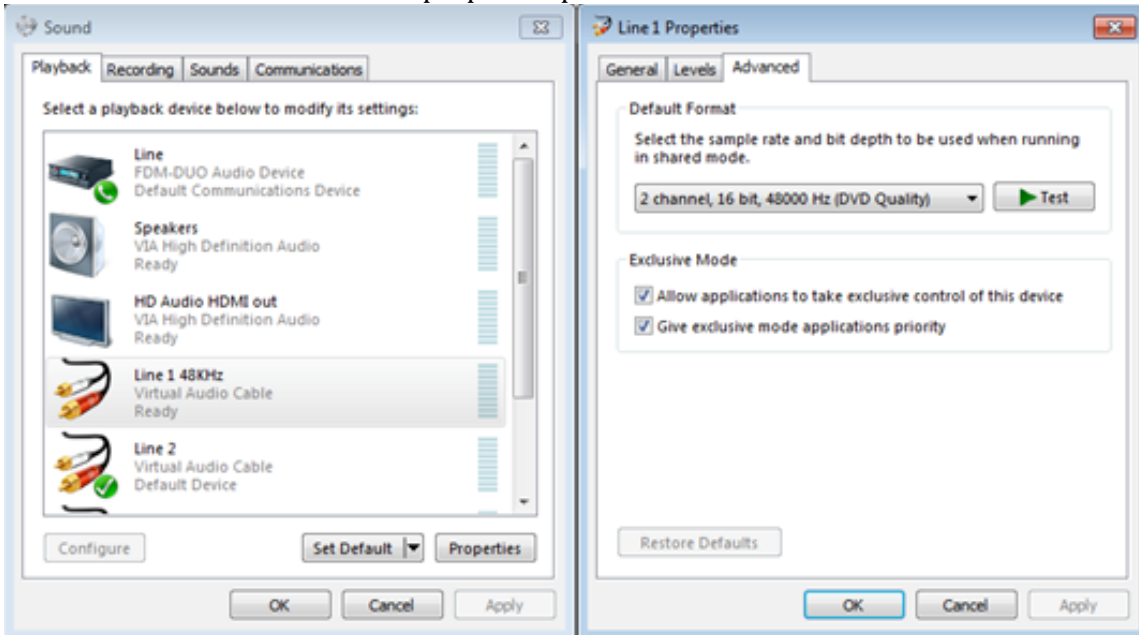 Sound
Playback Recording Sounds Communications
Select a playback device below to modify its settings:
Line
FDM-DUO Audio Device
Default Communications Device
Speakers
VIA High Definition Audio
Ready
HD Audio HDMI out
VIA High Definition Audio
Ready
Line 1 48KHz
Virtual Audio Cable
Ready
Line 2
Virtual Audio Cable
Default Device
Configure Set Default Properties
OK Cancel Apply
Line 1 Properties
General Levels Advanced
Default Format
Select the sample rate and bit depth to be used when running
in shared mode.
2 channel, 16 bit, 48000 Hz (DVD Quality) Test
Exclusive Mode
Allow applications to take exclusive control of this device
Give exclusive mode applications priority
Restore Defaults
OK Cancel Apply